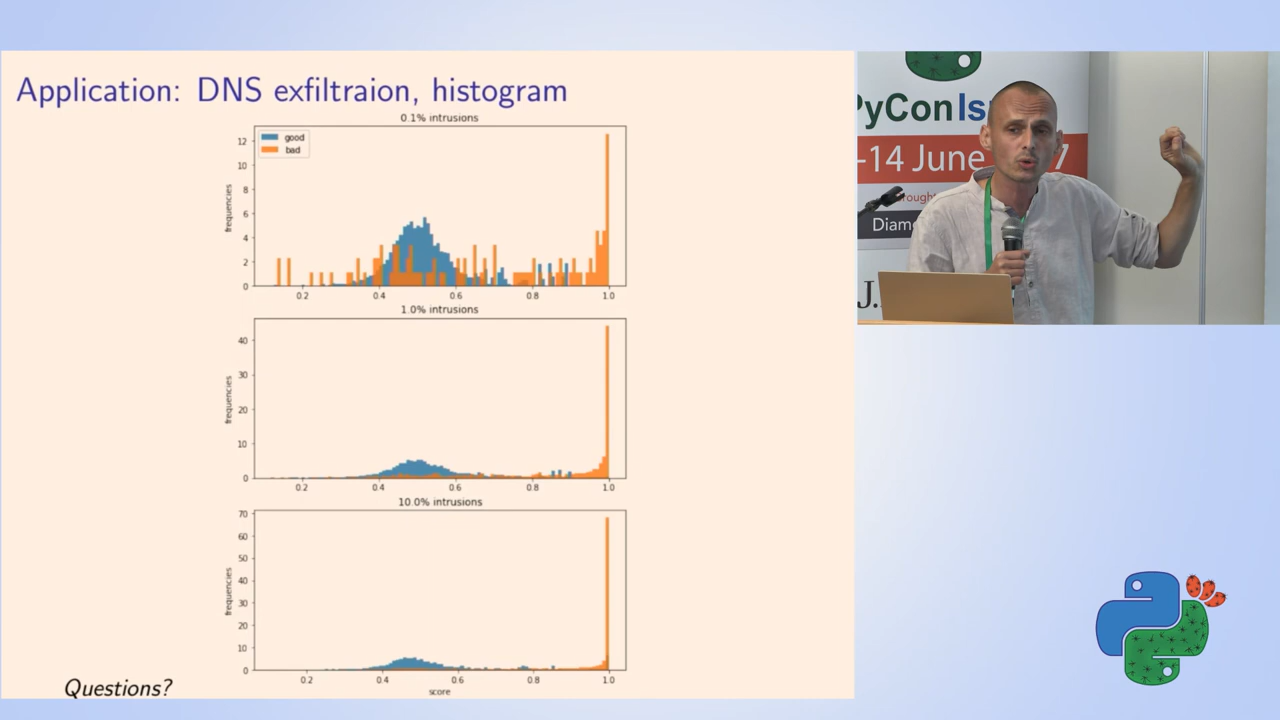 Application: DNS exfiltraion, histogram
0.1% intrusions
good
bad
frequencies
12
10
8
6
4
2
0
0.2 0.4 0.6 0.8 1.0
1.0% intrusions
frequencies
40
30
20
10
0
0.2 0.4 0.6 0.8 1.0
10.0% intrusions
frequencies
70
60
50
40
30
20
10
0
0.2 0.4 0.6 0.8 1.0
score
Questions?
PyConIs
-14 June 7
rough
Diam
J.